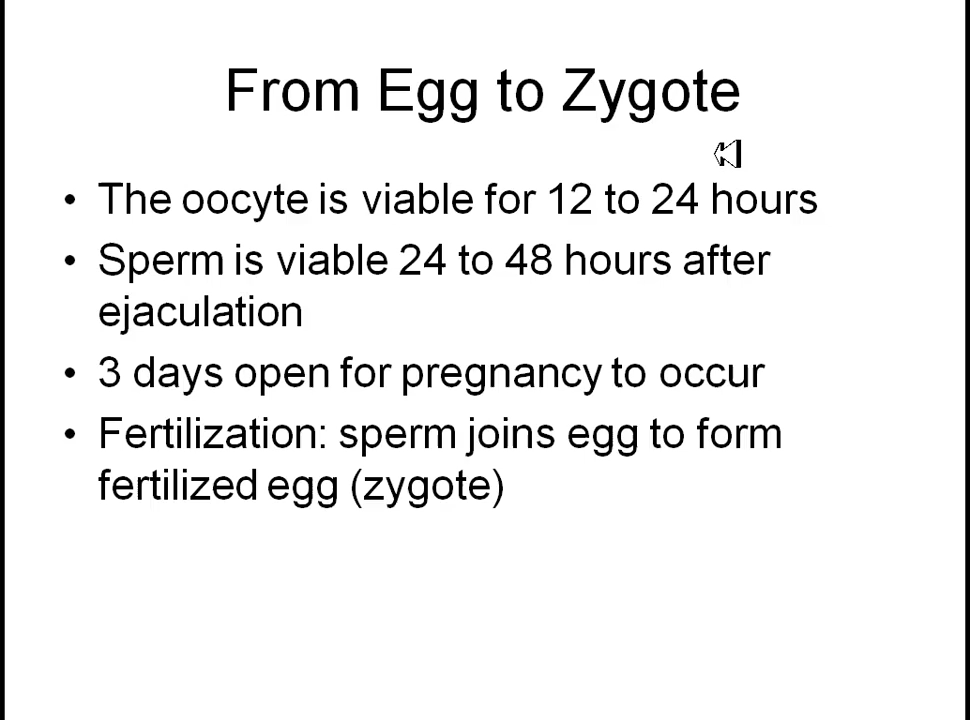 From Egg to Zygote
• The oocyte is viable for 12 to 24 hours
• Sperm is viable 24 to 48 hours after
ejaculation
• 3 days open for pregnancy to occur
• Fertilization: sperm joins egg to form
fertilized egg (zygote)